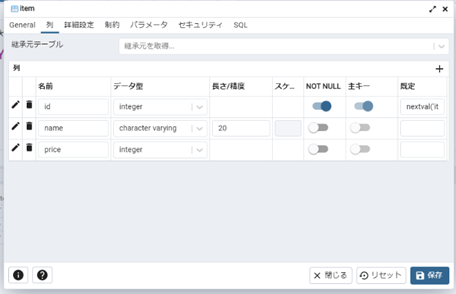 item
General 列 詳細設定 制約 パラメータ セキュリティ SQL
継承元テーブル 継承元を取得...
列
名前 データ型 長さ/精度 スケ... NOT NULL 主キー 既定
id integer nextval('it
name character varying 20
price integer
閉じる リセット 保存